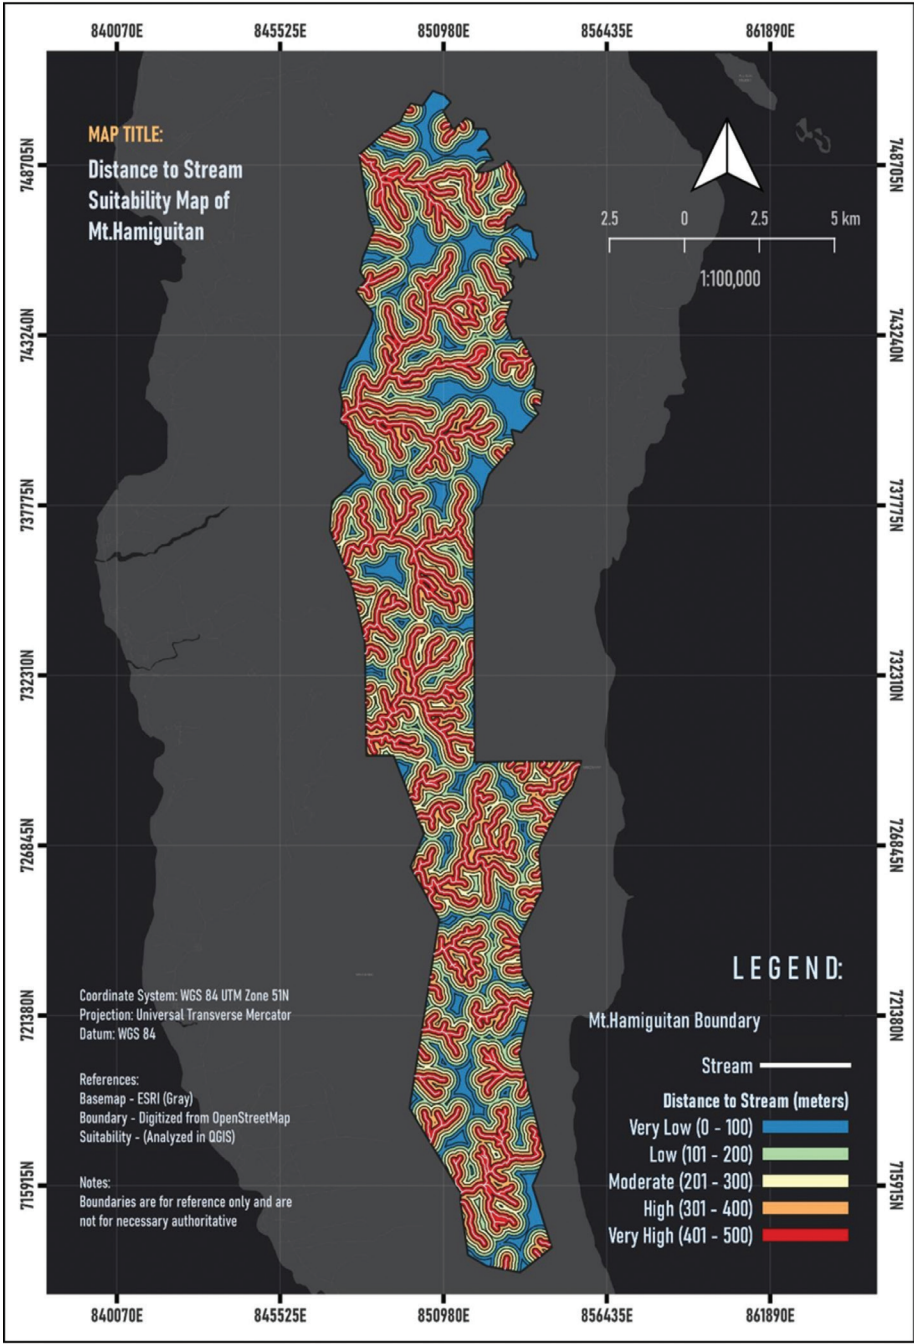 840070E 845525E 850980E 856435E 861890E
MAP TITLE:
Distance to Stream
Suitability Map of
Mt.Hamiguitan
748705N
748705N
2.5 0 2.5 5 km
1:100,000
743240N
743240N
737775N
737775N
732310N
732310N
726845N
726845N
LEGEND:
Coordinate System: WGS 84 UTM Zone 51N
Projection: Universal Transverse Mercator
Datum: WGS 84
721380N
721380N
Mt.Hamiguitan Boundary
Stream
References:
Basemap - ESRI (Gray)
Boundary - Digitized from OpenStreetMap
Suitability - (Analyzed in QGIS)
Distance to Stream (meters)
Very Low (0 - 100)
Low (101 - 200)
Moderate (201 - 300)
High (301 - 400)
Very High (401 - 500)
Notes:
Boundaries are for reference only and are
not for necessary authoritative
715915N
715915N
840070E 845525E 850980E 856435E 861890E